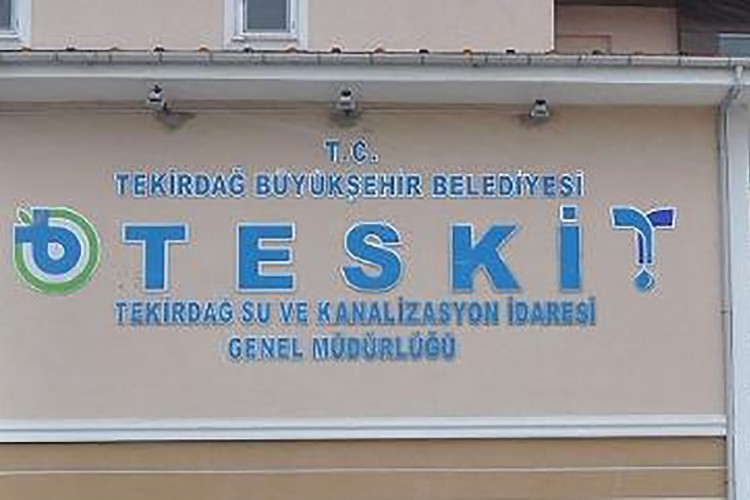 T.C.
TEKİRDAĞ BÜYÜKŞEHİR BELEDİYESİ
TESKİ
TEKİRDAĞ SU VE KANALİZASYON İDARESİ
GENEL MÜDÜRLÜĞÜ